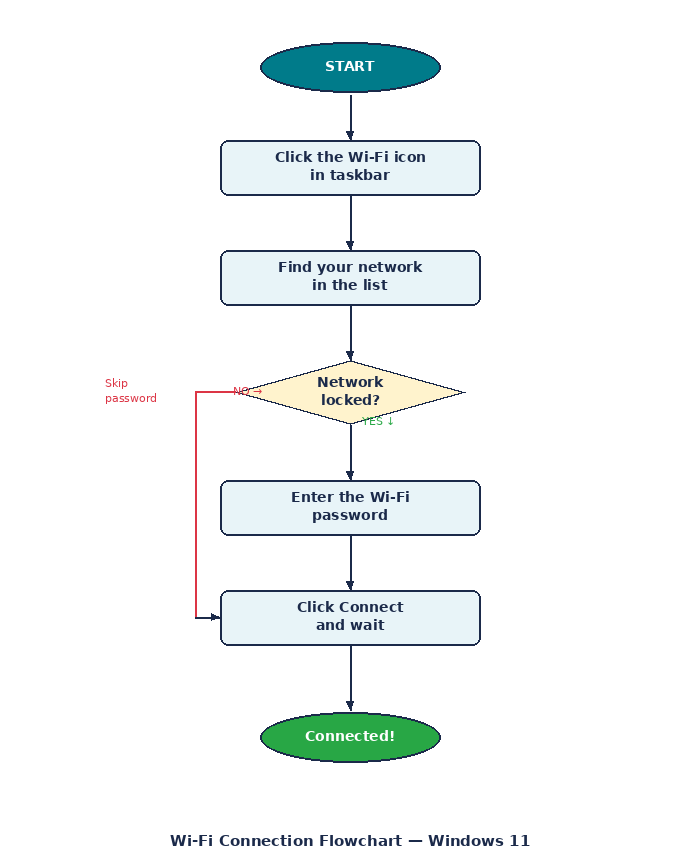 START
Click the Wi-Fi icon
in taskbar
Find your network
in the list
Network
locked?
NO →
Skip
password
YES ↓
Enter the Wi-Fi
password
Click Connect
and wait
Connected!
Wi-Fi Connection Flowchart — Windows 11